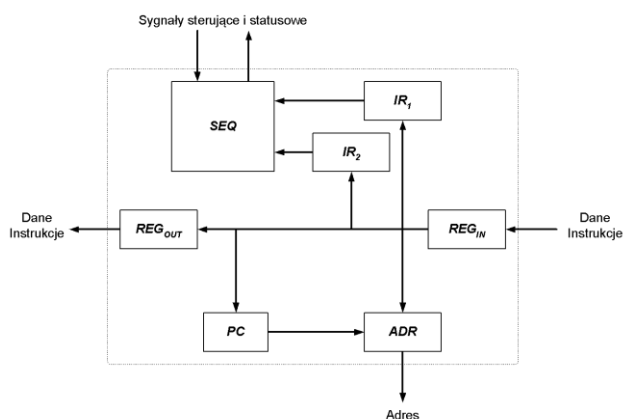 Sygnały sterujące i statusowe
IR1
SEQ
IR2
Dane
Instrukcje
REGOUT
REGIN
Dane
Instrukcje
PC
ADR
Adres